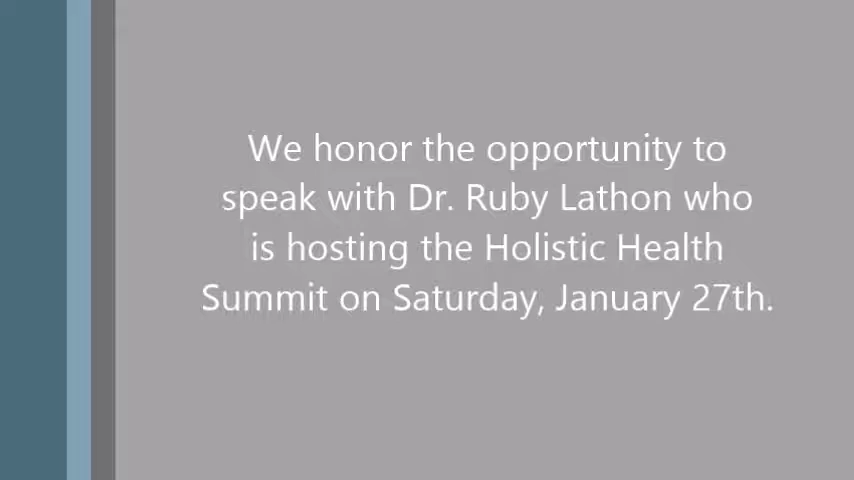 We honor the opportunity to
speak with Dr. Ruby Lathon who
is hosting the Holistic Health
Summit on Saturday, January 27th.